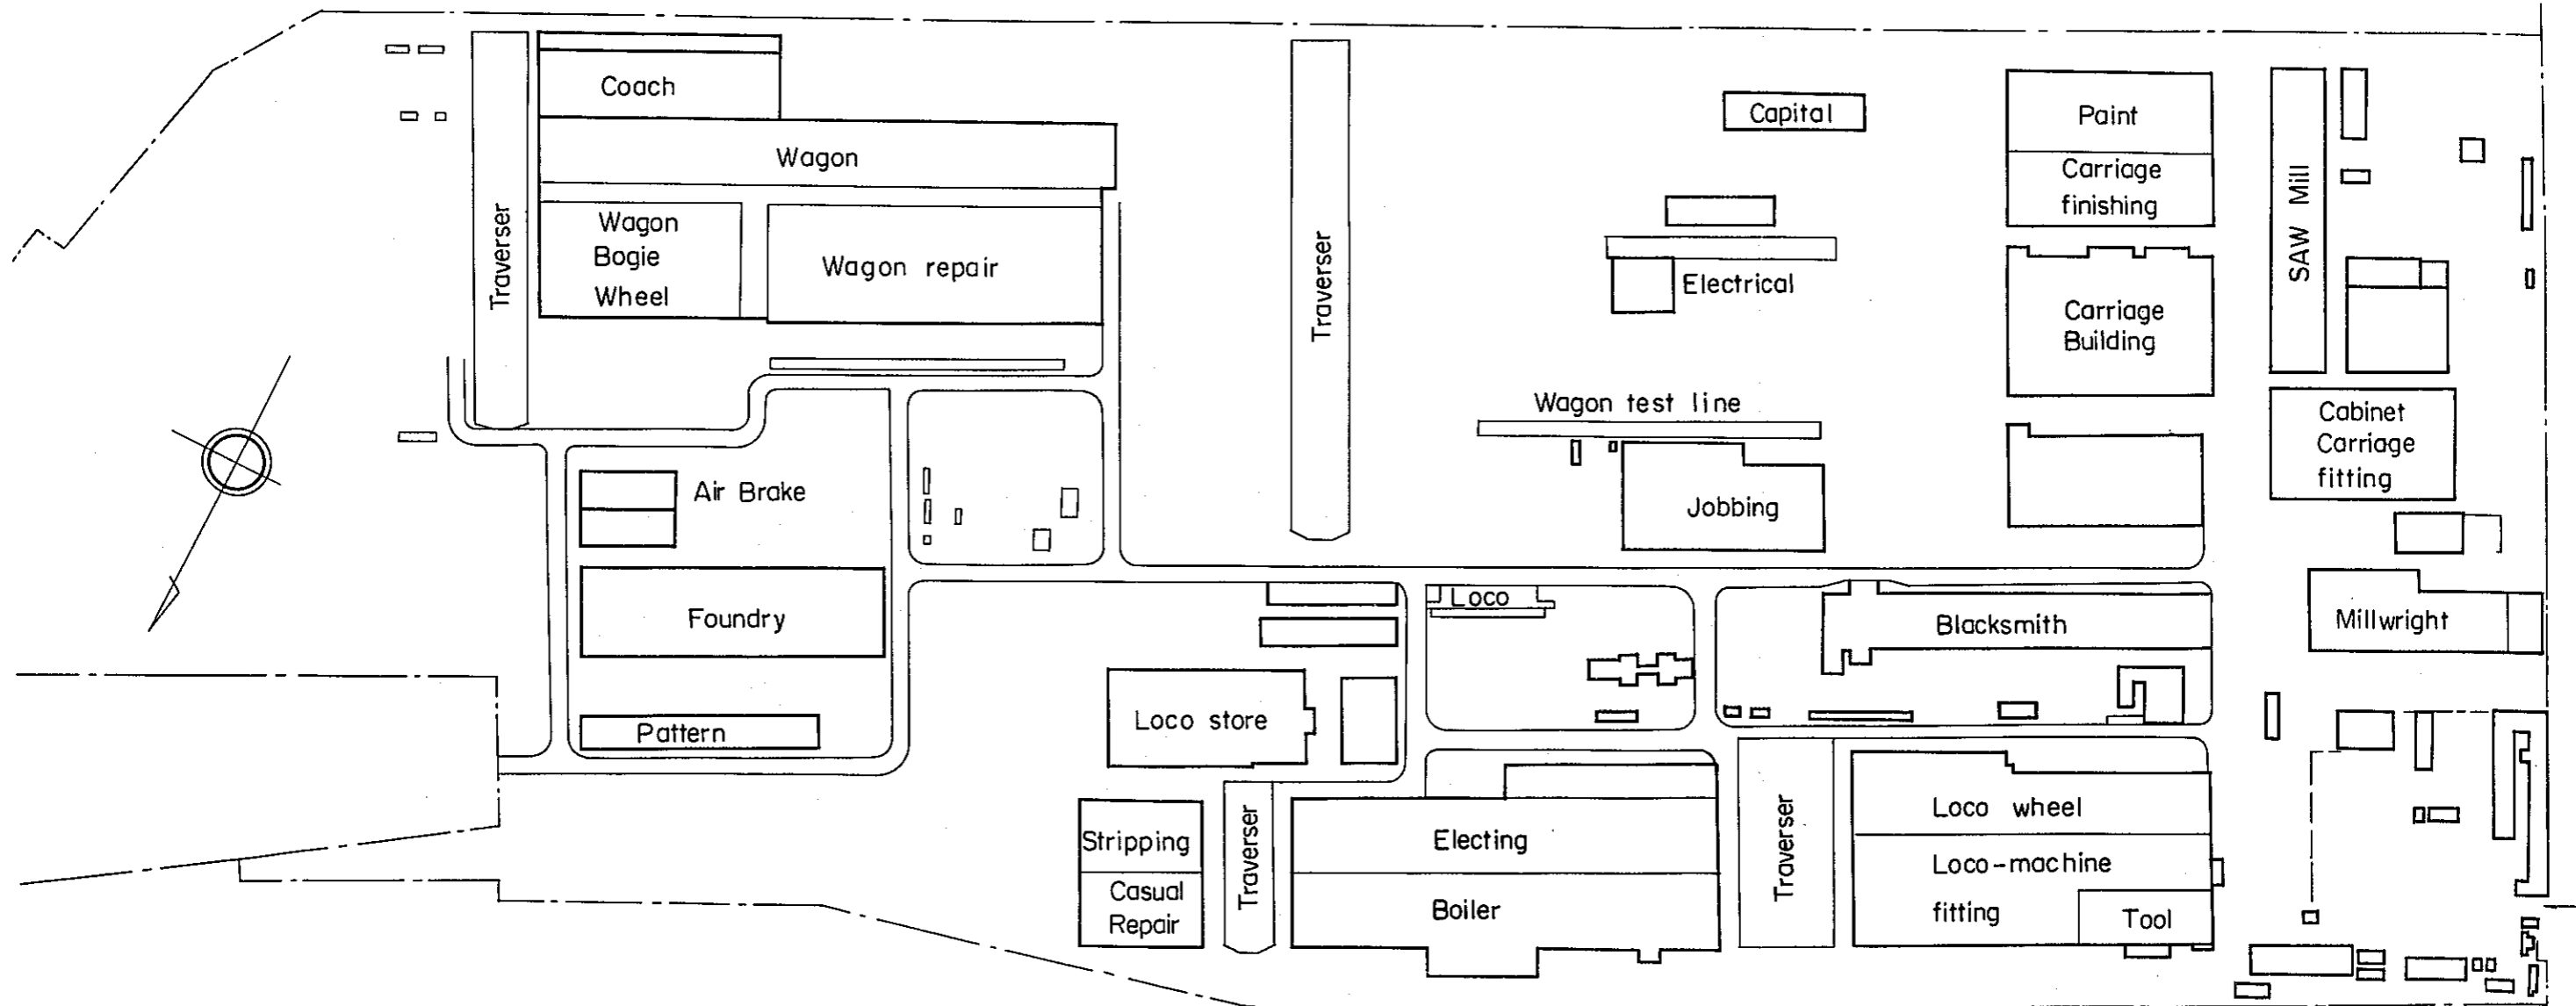 Coach
Capital
Paint
Wagon
Carriage
finishing
Traverser
Wagon
Bogie
Wheel
Wagon repair
Traverser
Electrical
SAW Mill
Carriage
Building
Wagon test line
Cabinet
Carriage
fitting
Air Brake
Jobbing
Foundry
Loco
Blacksmith
Millwright
Pattern
Loco store
Stripping
Casual
Repair
Traverser
Electing
Boiler
Traverser
Loco wheel
Loco-machine
fitting
Tool